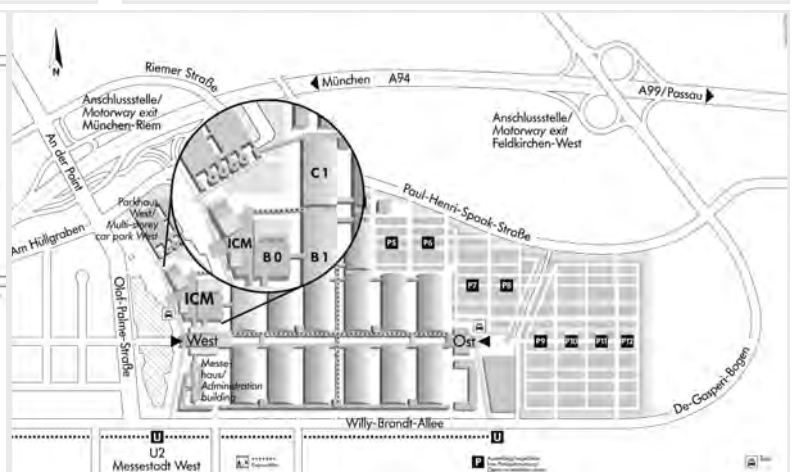 N
Riemer Straße
München A94
A99/Passau
Anschlussstelle/
Motorway exit
München-Riem
Anschlussstelle/
Motorway exit
Feldkirchen-West
An der Point
C 1
Paul-Henri-Spaak-Straße
Parkhaus
West/
Multi-storey
car park West
Am Hüllgraben
ICM
B 0
B 1
P5
P6
P7
P8
ICM
Olof-Palme-Straße
West
Ost
P9
P10
P11
P12
Messe-
haus/
Administration
building
De-Gasperi-Bogen
Willy-Brandt-Allee
U
U
U2
Messestadt West
P